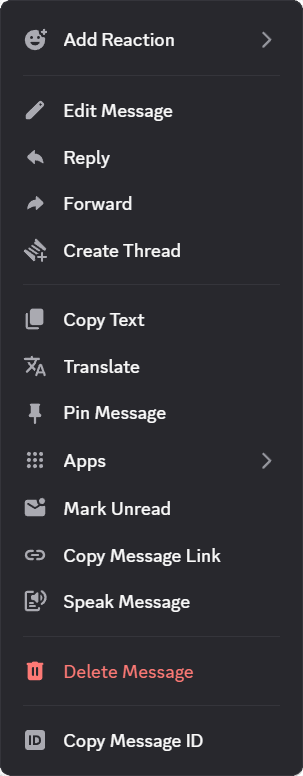 Add Reaction
Edit Message
Reply
Forward
Create Thread
Copy Text
Translate
Pin Message
Apps
Mark Unread
Copy Message Link
Speak Message
Delete Message
ID Copy Message ID